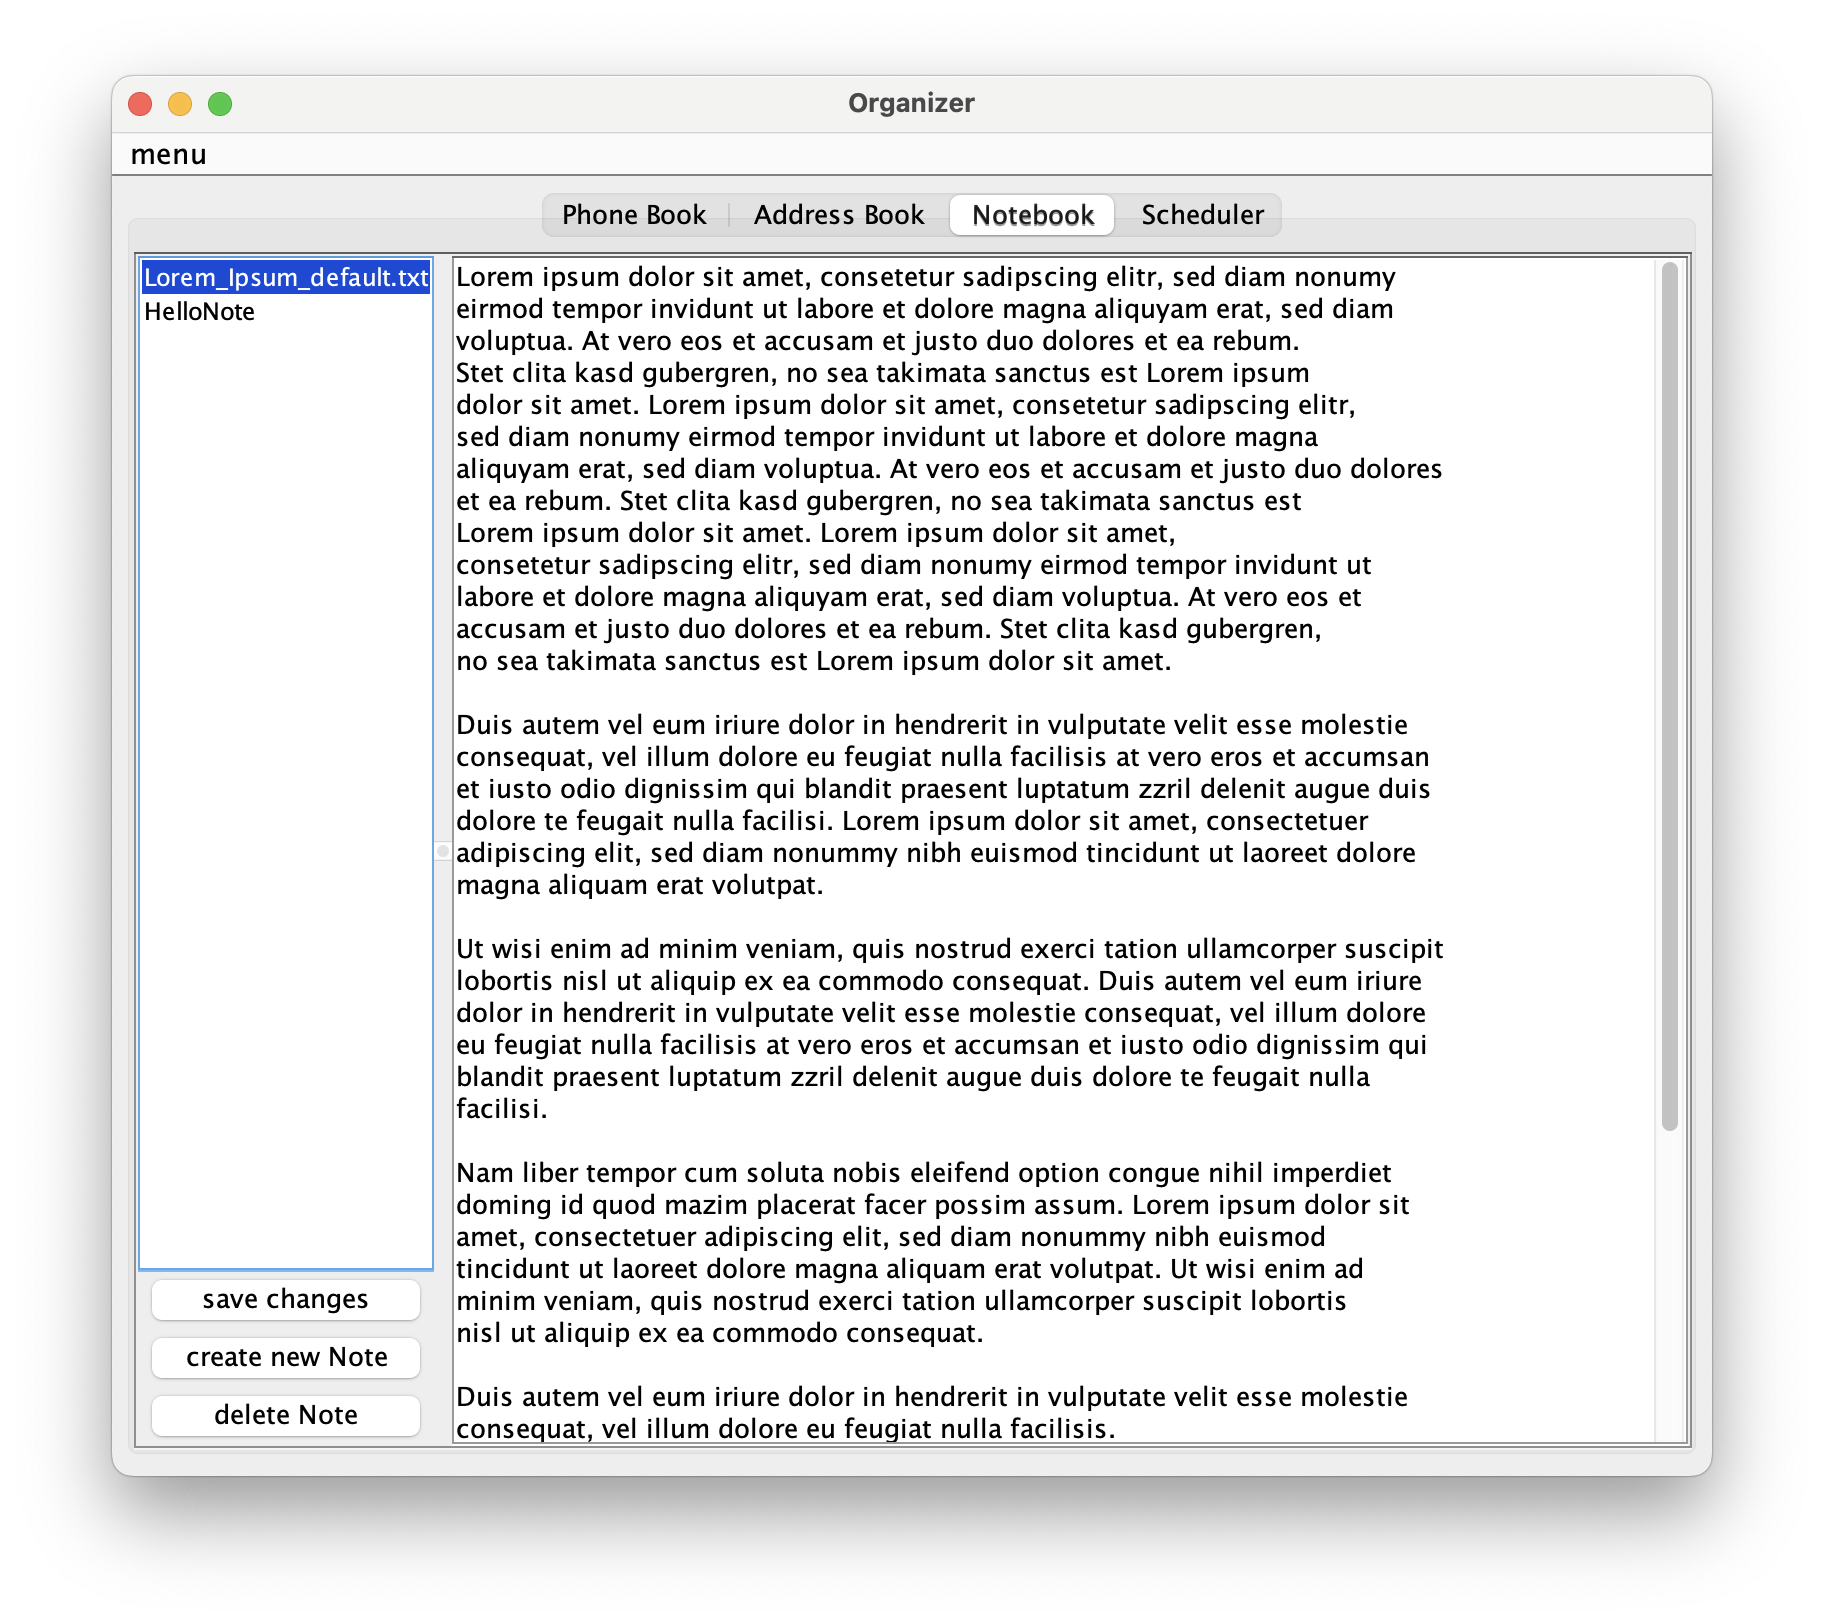 Organizer
menu
Phone Book
Address Book
Notebook
Scheduler
Lorem_Ipsum_default.txt
HelloNote
save changes
create new Note
delete Note
Lorem ipsum dolor sit amet, consetetur sadipscing elitr, sed diam nonumy
eirmod tempor invidunt ut labore et dolore magna aliquyam erat, sed diam
voluptua. At vero eos et accusam et justo duo dolores et ea rebum.
Stet clita kasd gubergren, no sea takimata sanctus est Lorem ipsum
dolor sit amet. Lorem ipsum dolor sit amet, consetetur sadipscing elitr,
sed diam nonumy eirmod tempor invidunt ut labore et dolore magna
aliquyam erat, sed diam voluptua. At vero eos et accusam et justo duo dolores
et ea rebum. Stet clita kasd gubergren, no sea takimata sanctus est
Lorem ipsum dolor sit amet. Lorem ipsum dolor sit amet,
consetetur sadipscing elitr, sed diam nonumy eirmod tempor invidunt ut
labore et dolore magna aliquyam erat, sed diam voluptua. At vero eos et
accusam et justo duo dolores et ea rebum. Stet clita kasd gubergren,
no sea takimata sanctus est Lorem ipsum dolor sit amet.
Duis autem vel eum iriure dolor in hendrerit in vulputate velit esse molestie
consequat, vel illum dolore eu feugiat nulla facilisis at vero eros et accumsan
et iusto odio dignissim qui blandit praesent luptatum zzril delenit augue duis
dolore te feugait nulla facilisi. Lorem ipsum dolor sit amet, consectetuer
adipiscing elit, sed diam nonummy nibh euismod tincidunt ut laoreet dolore
magna aliquam erat volutpat.
Ut wisi enim ad minim veniam, quis nostrud exerci tation ullamcorper suscipit
lobortis nisl ut aliquip ex ea commodo consequat. Duis autem vel eum iriure
dolor in hendrerit in vulputate velit esse molestie consequat, vel illum dolore
eu feugiat nulla facilisis at vero eros et accumsan et iusto odio dignissim qui
blandit praesent luptatum zzril delenit augue duis dolore te feugait nulla
facilisi.
Nam liber tempor cum soluta nobis eleifend option congue nihil imperdiet
doming id quod mazim placerat facer possim assum. Lorem ipsum dolor sit
amet, consectetuer adipiscing elit, sed diam nonummy nibh euismod
tincidunt ut laoreet dolore magna aliquam erat volutpat. Ut wisi enim ad
minim veniam, quis nostrud exerci tation ullamcorper suscipit lobortis
nisl ut aliquip ex ea commodo consequat.
Duis autem vel eum iriure dolor in hendrerit in vulputate velit esse molestie
consequat, vel illum dolore eu feugiat nulla facilisis.